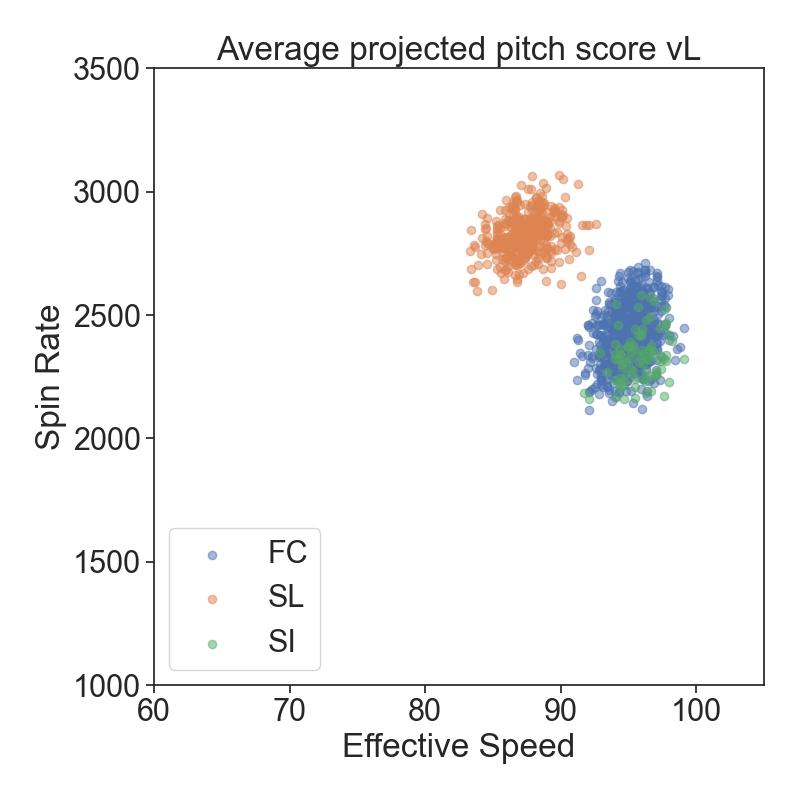 Average projected pitch score vL
3500
3000
2500
2000
1500
1000
Spin Rate
FC
SL
SI
60 70 80 90 100
Effective Speed